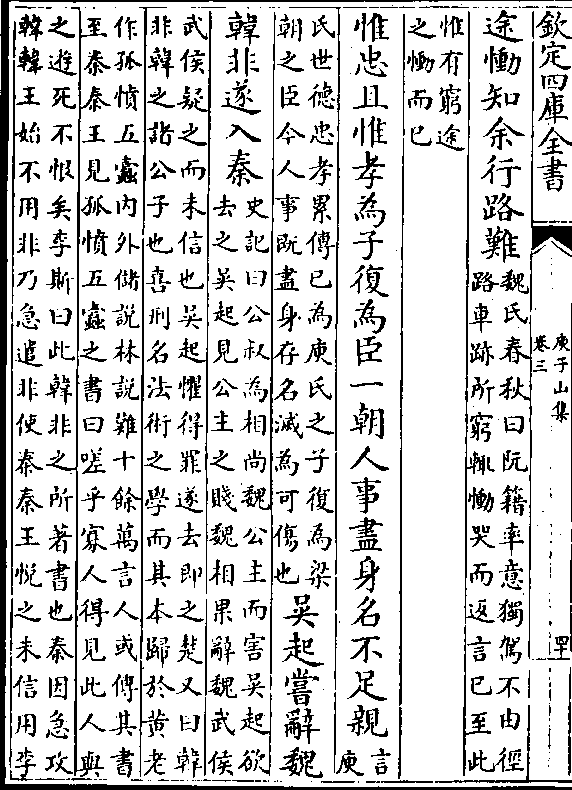 欽定四庫全書
庾子山集
卷三
四十
途慟知余行路難
魏氏春秋曰阮籍率意獨駕不由徑
路車跡所窮輒慟哭而返言已至此
惟有窮途
之慟而已
惟忠且惟孝為子復為臣一朝人事盡身名不足親
言
庾
氏世德忠孝累傳已為庾氏之子復為梁
朝之臣今人事既盡身存名滅為可傷也
吳起嘗辭魏
韓非遂入秦
史記曰公叔為相尚魏公主而害吳起欲
去之吳起見公主之賤魏相果辭魏武侯
武侯疑之而未信也吳起懼得罪遂去即之楚又曰韓
非韓之諸公子也喜刑名法術之學而其本歸於黃老
作孤憤五蠹內外儲說林說難十餘萬言人或傳其書
至秦秦王見孤憤五蠹之書曰嗟乎寡人得見此人與
之遊死不恨矣李斯曰此韓非之所著書也秦因急攻
韓韓王始不用非乃急遣非使秦秦王悅之未信用李